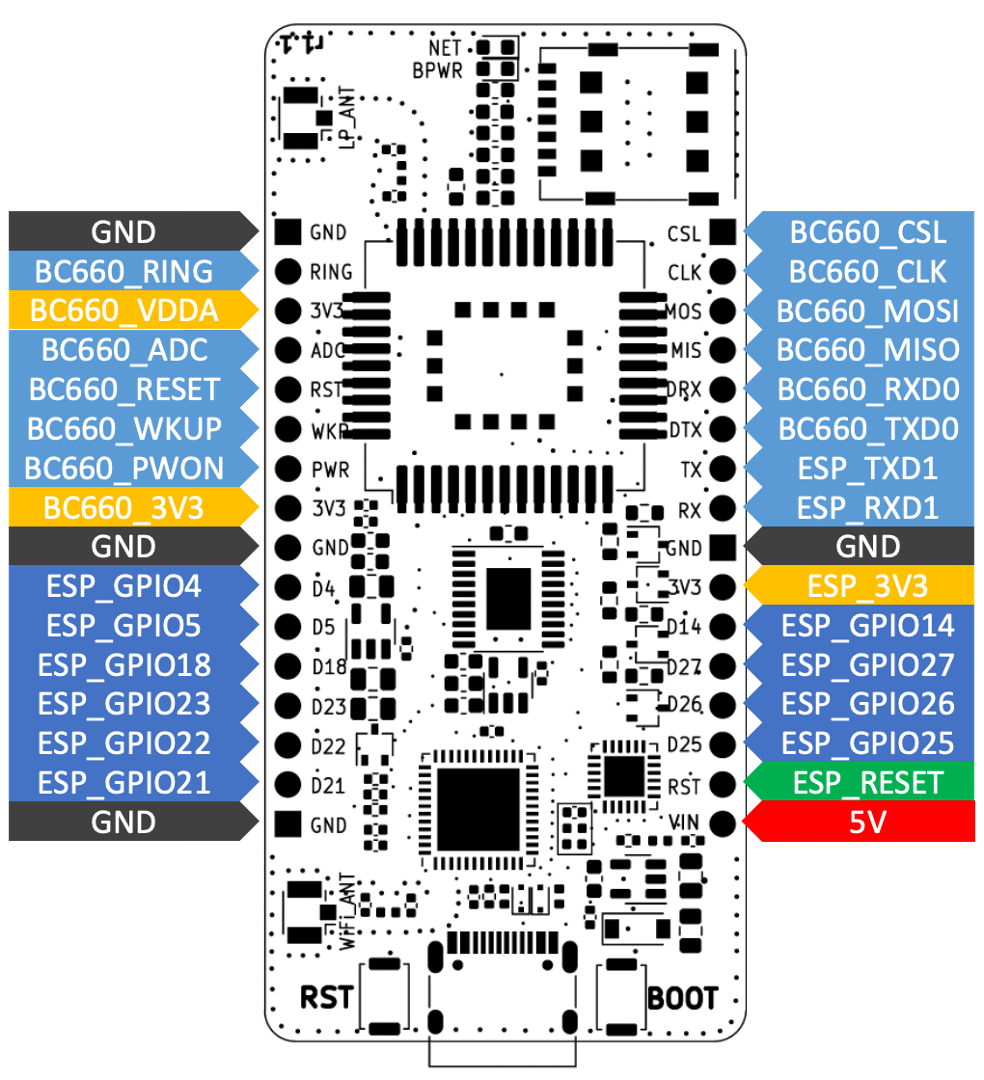 r1.1
NET
BPWR
LP_ANT
GND GND CSL BC660_CSL
BC660_RING RING CLK BC660_CLK
BC660_VDDA 3V3 MOS BC660_MOSI
BC660_ADC ADC MIS BC660_MISO
BC660_RESET RST DRX BC660_RXD0
BC660_WKUP WKP DTX BC660_TXD0
BC660_PWON PWR TX ESP_TXD1
BC660_3V3 3V3 RX ESP_RXD1
GND GND GND GND
ESP_GPIO4 D4 3V3 ESP_3V3
ESP_GPIO5 D5 D14 ESP_GPIO14
ESP_GPIO18 D18 D27 ESP_GPIO27
ESP_GPIO23 D23 D26 ESP_GPIO26
ESP_GPIO22 D22 D25 ESP_GPIO25
ESP_GPIO21 D21 RST ESP_RESET
GND GND VIN 5V
WiFi_ANT
RST BOOT